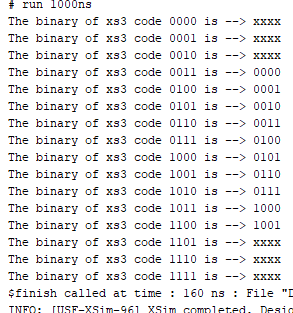 # run 1000ns
The binary of xs3 code 0000 is --> xxxx
The binary of xs3 code 0001 is --> xxxx
The binary of xs3 code 0010 is --> xxxx
The binary of xs3 code 0011 is --> 0000
The binary of xs3 code 0100 is --> 0001
The binary of xs3 code 0101 is --> 0010
The binary of xs3 code 0110 is --> 0011
The binary of xs3 code 0111 is --> 0100
The binary of xs3 code 1000 is --> 0101
The binary of xs3 code 1001 is --> 0110
The binary of xs3 code 1010 is --> 0111
The binary of xs3 code 1011 is --> 1000
The binary of xs3 code 1100 is --> 1001
The binary of xs3 code 1101 is --> xxxx
The binary of xs3 code 1110 is --> xxxx
The binary of xs3 code 1111 is --> xxxx
$finish called at time : 160 ns : File "D
INFO: [USF-XSim-96] XSim completed. Desig